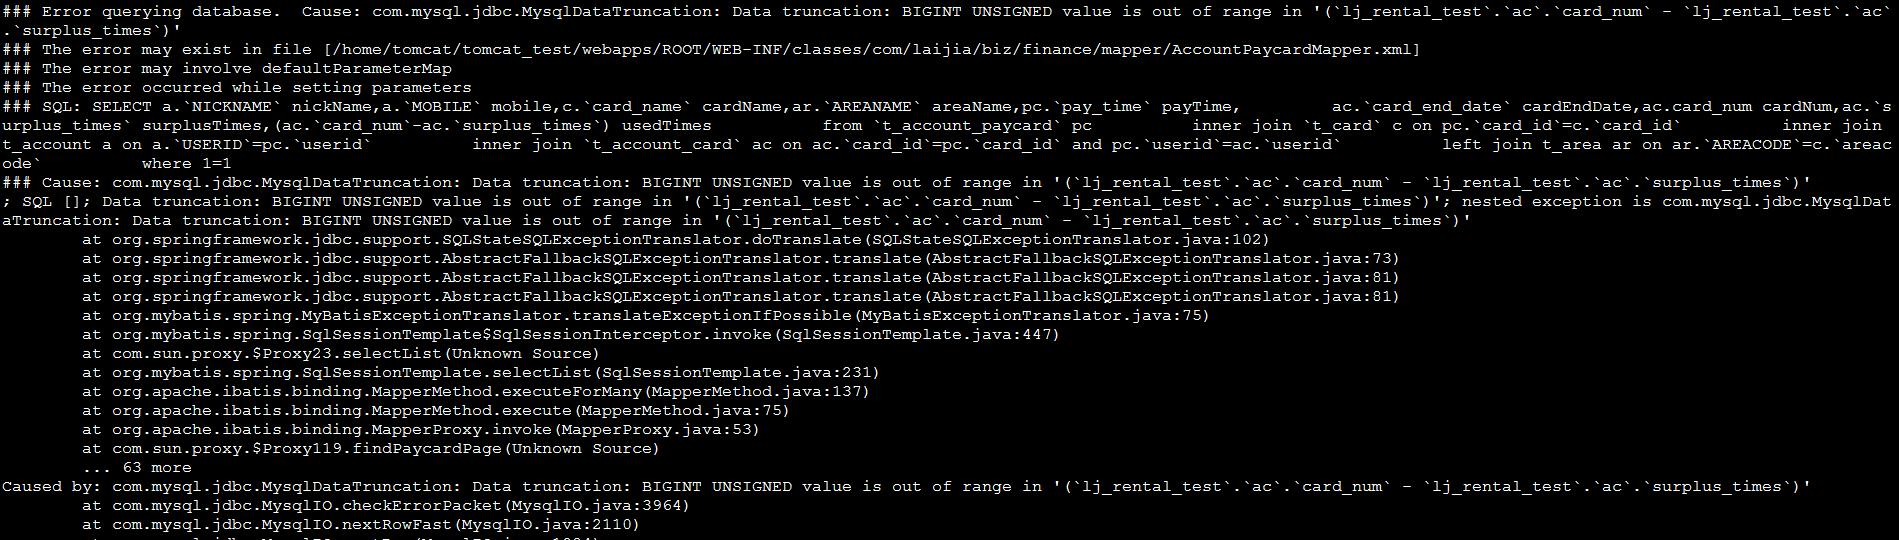 ### Error querying database.  Cause: com.mysql.jdbc.MysqlDataTruncation: Data truncation: BIGINT UNSIGNED value is out of range in '(`lj_rental_test`.`ac`.`card_num` - `lj_rental_test`.`ac`
.`surplus_times`)'
### The error may exist in file [/home/tomcat/tomcat_test/webapps/ROOT/WEB-INF/classes/com/laijia/biz/finance/mapper/AccountPaycardMapper.xml]
### The error may involve defaultParameterMap
### The error occurred while setting parameters
### SQL: SELECT a.`NICKNAME` nickName,a.`MOBILE` mobile,c.`card_name` cardName,ar.`AREANAME` areaName,pc.`pay_time` payTime,         ac.`card_end_date` cardEndDate,ac.card_num cardNum,ac.`s
urplus_times` surplusTimes,(ac.`card_num`-ac.`surplus_times`) usedTimes          from `t_account_paycard` pc          inner join `t_card` c on pc.`card_id`=c.`card_id`          inner join
t_account a on a.`USERID`=pc.`userid`          inner join `t_account_card` ac on ac.`card_id`=pc.`card_id` and pc.`userid`=ac.`userid`          left join t_area ar on ar.`AREACODE`=c.`areac
ode`          where 1=1
### Cause: com.mysql.jdbc.MysqlDataTruncation: Data truncation: BIGINT UNSIGNED value is out of range in '(`lj_rental_test`.`ac`.`card_num` - `lj_rental_test`.`ac`.`surplus_times`)'
; SQL []; Data truncation: BIGINT UNSIGNED value is out of range in '(`lj_rental_test`.`ac`.`card_num` - `lj_rental_test`.`ac`.`surplus_times`)'; nested exception is com.mysql.jdbc.MysqlDat
aTruncation: Data truncation: BIGINT UNSIGNED value is out of range in '(`lj_rental_test`.`ac`.`card_num` - `lj_rental_test`.`ac`.`surplus_times`)'
at org.springframework.jdbc.support.SQLStateSQLExceptionTranslator.doTranslate(SQLStateSQLExceptionTranslator.java:102)
at org.springframework.jdbc.support.AbstractFallbackSQLExceptionTranslator.translate(AbstractFallbackSQLExceptionTranslator.java:73)
at org.springframework.jdbc.support.AbstractFallbackSQLExceptionTranslator.translate(AbstractFallbackSQLExceptionTranslator.java:81)
at org.springframework.jdbc.support.AbstractFallbackSQLExceptionTranslator.translate(AbstractFallbackSQLExceptionTranslator.java:81)
at org.mybatis.spring.MyBatisExceptionTranslator.translateExceptionIfPossible(MyBatisExceptionTranslator.java:75)
at org.mybatis.spring.SqlSessionTemplate$SqlSessionInterceptor.invoke(SqlSessionTemplate.java:447)
at com.sun.proxy.$Proxy23.selectList(Unknown Source)
at org.mybatis.spring.SqlSessionTemplate.selectList(SqlSessionTemplate.java:231)
at org.apache.ibatis.binding.MapperMethod.executeForMany(MapperMethod.java:137)
at org.apache.ibatis.binding.MapperMethod.execute(MapperMethod.java:75)
at org.apache.ibatis.binding.MapperProxy.invoke(MapperProxy.java:53)
at com.sun.proxy.$Proxy119.findPaycardPage(Unknown Source)
... 63 more
Caused by: com.mysql.jdbc.MysqlDataTruncation: Data truncation: BIGINT UNSIGNED value is out of range in '(`lj_rental_test`.`ac`.`card_num` - `lj_rental_test`.`ac`.`surplus_times`)'
at com.mysql.jdbc.MysqlIO.checkErrorPacket(MysqlIO.java:3964)
at com.mysql.jdbc.MysqlIO.nextRowFast(MysqlIO.java:2110)